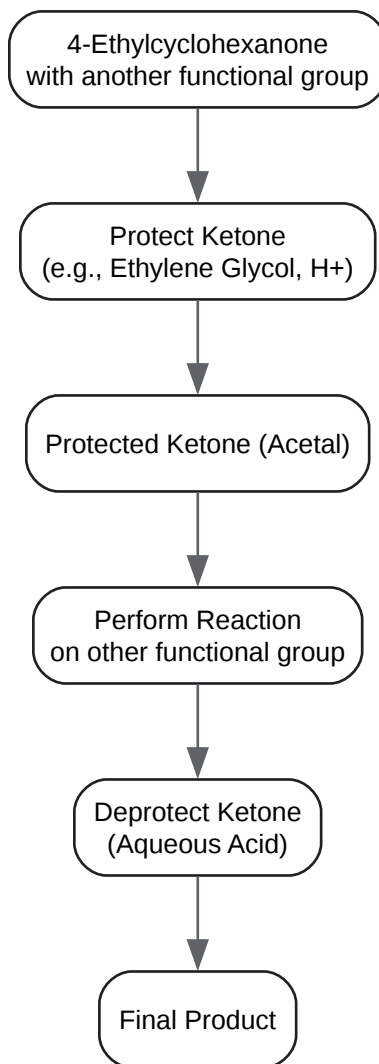 4-Ethylcyclohexanone
with another functional group
Protect Ketone
(e.g., Ethylene Glycol, H+)
Protected Ketone (Acetal)
Perform Reaction
on other functional group
Deprotect Ketone
(Aqueous Acid)
Final Product